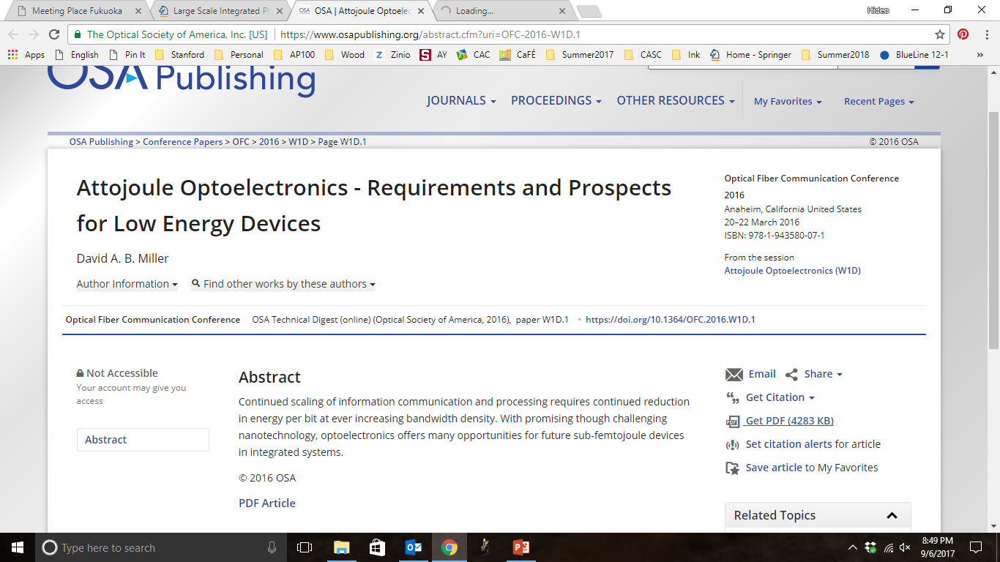 Meeting Place Fukuoka
Large Scale Integrated P
OSA | Attojoule Optoelec
Loading...
Hideo
The Optical Society of America, Inc. [US] https://www.osapublishing.org/abstract.cfm?uri=OFC-2016-W1D.1
Apps English Pin It Stanford Personal AP100 Wood Zinio AY CAC CaFÉ Summer2017 CASC Ink Home - Springer Summer2018 BlueLine 12-1 »
OSA Publishing
JOURNALS PROCEEDINGS OTHER RESOURCES My Favorites Recent Pages
OSA Publishing > Conference Papers > OFC > 2016 > W1D > Page W1D.1
© 2016 OSA
Attojoule Optoelectronics - Requirements and Prospects
for Low Energy Devices
David A. B. Miller
Author Information Find other works by these authors
Optical Fiber Communication Conference
2016
Anaheim, California United States
20–22 March 2016
ISBN: 978-1-943580-07-1
From the session
Attojoule Optoelectronics (W1D)
Optical Fiber Communication Conference OSA Technical Digest (online) (Optical Society of America, 2016), paper W1D.1 • https://doi.org/10.1364/OFC.2016.W1D.1
Not Accessible
Your account may give you
access
Abstract
Abstract
Continued scaling of information communication and processing requires continued reduction
in energy per bit at ever increasing bandwidth density. With promising though challenging
nanotechnology, optoelectronics offers many opportunities for future sub-femtojoule devices
in integrated systems.
© 2016 OSA
PDF Article
Email Share
Get Citation
PDF Get PDF (4283 KB)
Set citation alerts for article
Save article to My Favorites
Related Topics
Type here to search
8:49 PM
9/6/2017